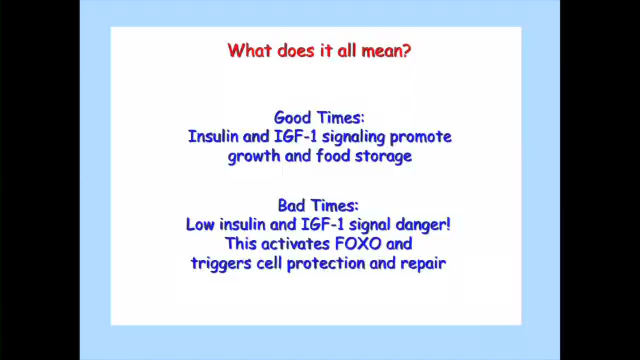 What does it all mean?
Good Times:
Insulin and IGF-1 signaling promote
growth and food storage
Bad Times:
Low insulin and IGF-1 signal danger!
This activates FOXO and
triggers cell protection and repair